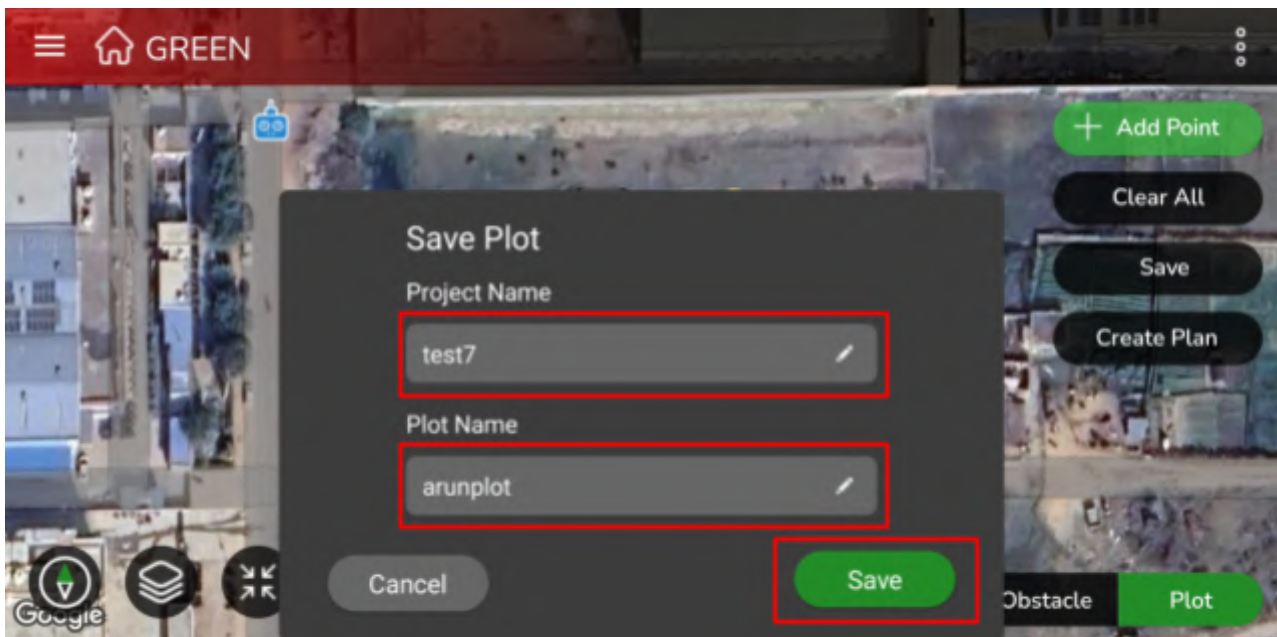 GREEN
Add Point
Clear All
Save
Create Plan
Save Plot
Project Name
test7
Plot Name
arunplot
Cancel
Save
Obstacle
Plot
Google